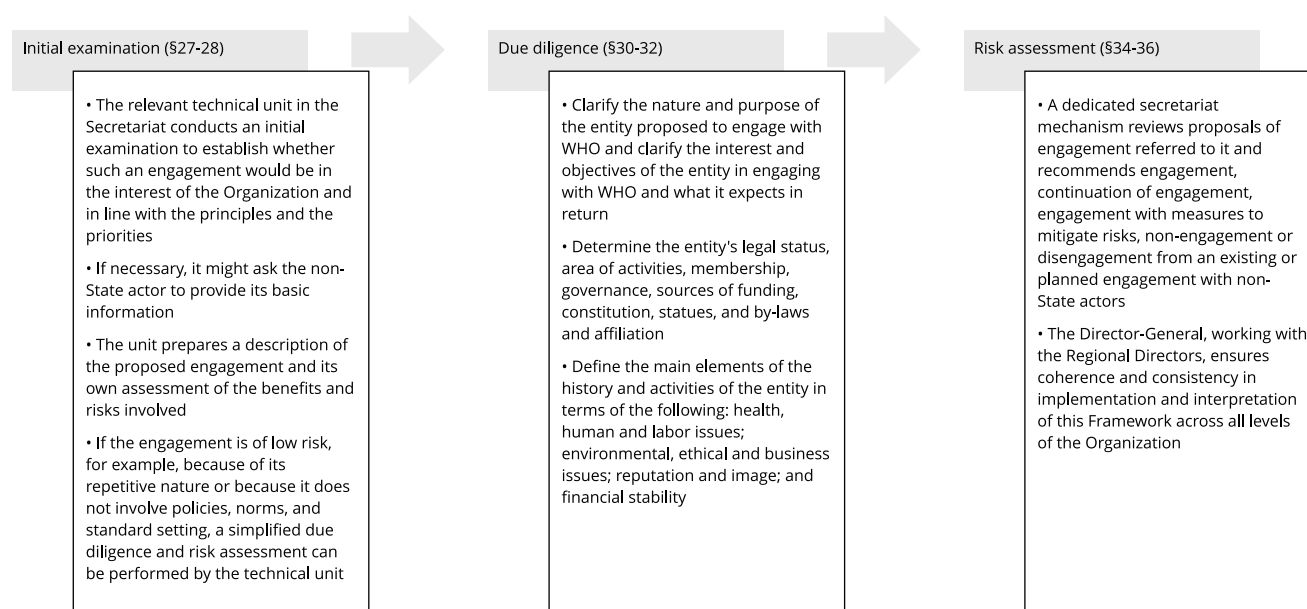 Initial examination (§27-28)
• The relevant technical unit in the
Secretariat conducts an initial
examination to establish whether
such an engagement would be in
the interest of the Organization and
in line with the principles and the
priorities
• If necessary, it might ask the non-
State actor to provide its basic
information
• The unit prepares a description of
the proposed engagement and its
own assessment of the benefits and
risks involved
• If the engagement is of low risk,
for example, because of its
repetitive nature or because it does
not involve policies, norms, and
standard setting, a simplified due
diligence and risk assessment can
be performed by the technical unit
Due diligence (§30-32)
• Clarify the nature and purpose of
the entity proposed to engage with
WHO and clarify the interest and
objectives of the entity in engaging
with WHO and what it expects in
return
• Determine the entity's legal status,
area of activities, membership,
governance, sources of funding,
constitution, statues, and by-laws
and affiliation
• Define the main elements of the
history and activities of the entity in
terms of the following: health,
human and labor issues;
environmental, ethical and business
issues; reputation and image; and
financial stability
Risk assessment (§34-36)
• A dedicated secretariat
mechanism reviews proposals of
engagement referred to it and
recommends engagement,
continuation of engagement,
engagement with measures to
mitigate risks, non-engagement or
disengagement from an existing or
planned engagement with non-
State actors
• The Director-General, working with
the Regional Directors, ensures
coherence and consistency in
implementation and interpretation
of this Framework across all levels
of the Organization